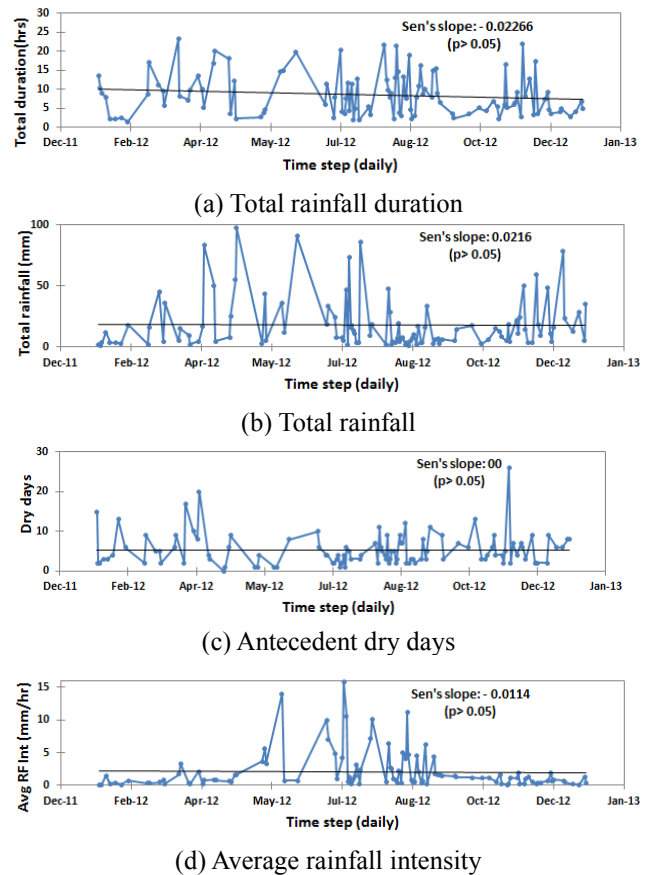 Total duration(hrs)
30
25
20
15
10
5
0
Sen's slope: - 0.02266
(p> 0.05)
Dec-11 Feb-12 Apr-12 May-12 Jul-12 Aug-12 Oct-12 Dec-12 Jan-13
Time step (daily)
(a) Total rainfall duration
Total rainfall (mm)
100
50
0
Sen's slope: 0.0216
(p> 0.05)
Dec-11 Feb-12 Apr-12 May-12 Jul-12 Aug-12 Oct-12 Dec-12 Jan-13
Time step (daily)
(b) Total rainfall
Dry days
30
20
10
0
Sen's slope: 00
(p> 0.05)
Dec-11 Feb-12 Apr-12 May-12 Jul-12 Aug-12 Oct-12 Dec-12 Jan-13
Time step (daily)
(c) Antecedent dry days
Avg RF Int (mm/hr)
15
10
5
0
Sen's slope: - 0.0114
(p> 0.05)
Dec-11 Feb-12 Apr-12 May-12 Jul-12 Aug-12 Oct-12 Dec-12 Jan-13
Time step (daily)
(d) Average rainfall intensity